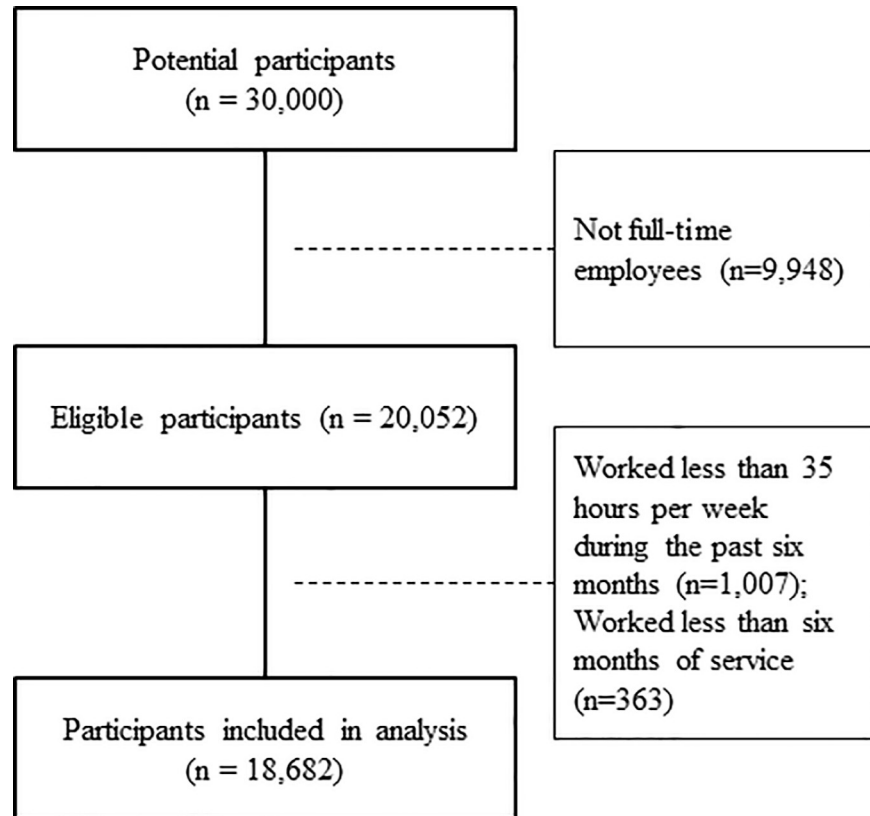 Potential participants
(n = 30,000)
Not full-time
employees (n=9,948)
Eligible participants (n = 20,052)
Worked less than 35
hours per week
during the past six
months (n=1,007);
Worked less than six
months of service
(n=363)
Participants included in analysis
(n = 18,682)